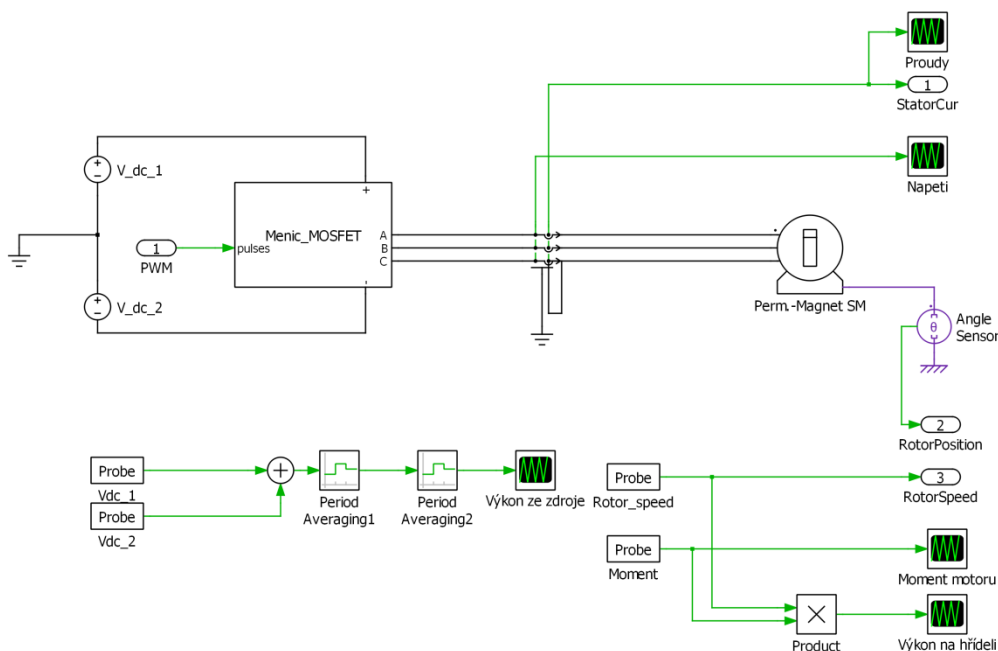 Proudy
1
StatorCur
Napeti
V_dc_1
+
Menic_MOSFET
pulses
A
B
C
-
1
PWM
V_dc_2
Perm.-Magnet SM
θ
Angle
Sensor
2
RotorPosition
Probe
Vdc_1
Probe
Vdc_2
+
Period
Averaging1
Period
Averaging2
Výkon ze zdroje
Probe
Rotor_speed
3
RotorSpeed
Probe
Moment
Moment motoru
×
Product
Výkon na hřídeli